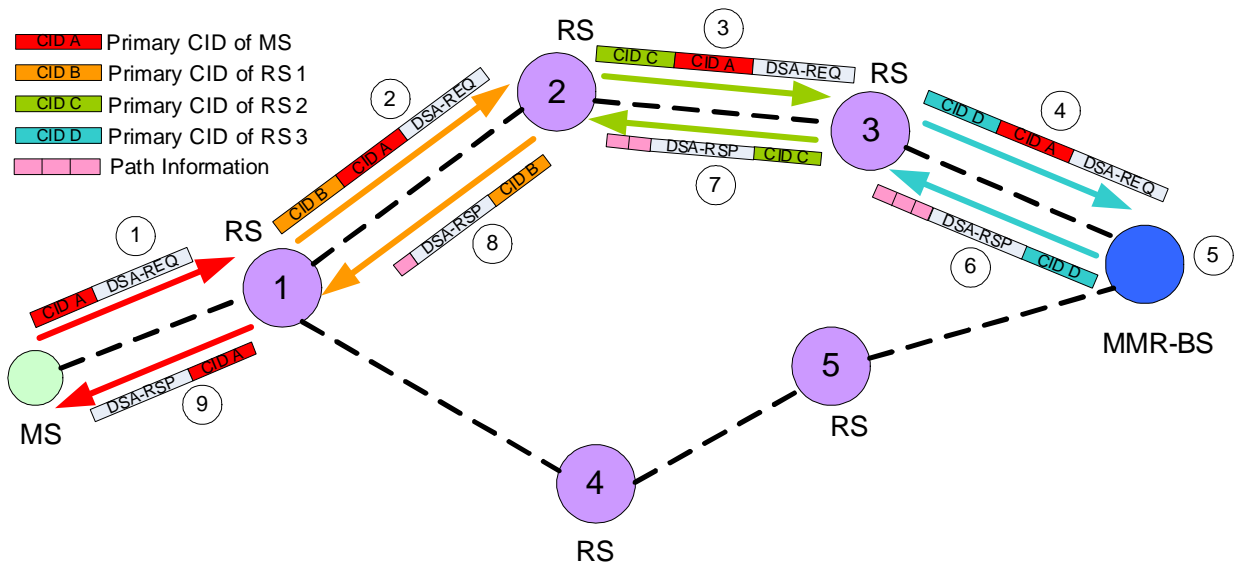 CID A Primary CID of MS
CID B Primary CID of RS 1
CID C Primary CID of RS 2
CID D Primary CID of RS 3
Path Information
RS
3
CID C CID A DSA-REQ
2
RS
4
CID D CID A DSA-REQ
2
CID B CID A DSA-REQ
3
DSA-RSP CID C
7
1
RS
CID A DSA-REQ
DSA-RSP CID B
8
DSA-RSP CID D
6
5
1
MMR-BS
DSA-RSP CID A
9
MS
5
RS
4
RS